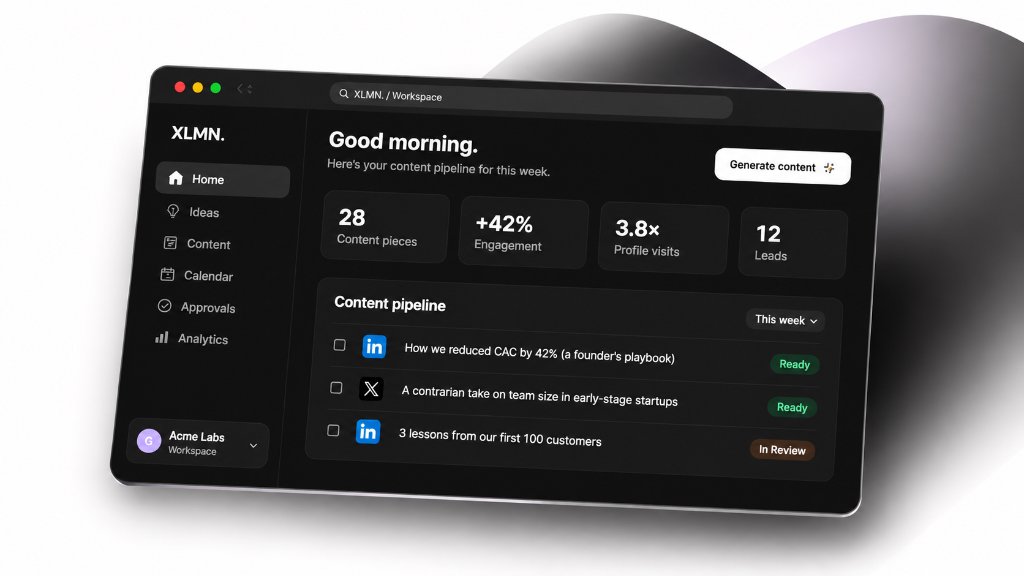 XLMN. / Workspace
XLMN.
Home
Ideas
Content
Calendar
Approvals
Analytics
G
Acme Labs
Workspace
Good morning.
Here's your content pipeline for this week.
Generate content
28
Content pieces
+42%
Engagement
3.8×
Profile visits
12
Leads
Content pipeline
This week
in
How we reduced CAC by 42% (a founder's playbook)
Ready
X
A contrarian take on team size in early-stage startups
Ready
in
3 lessons from our first 100 customers
In Review